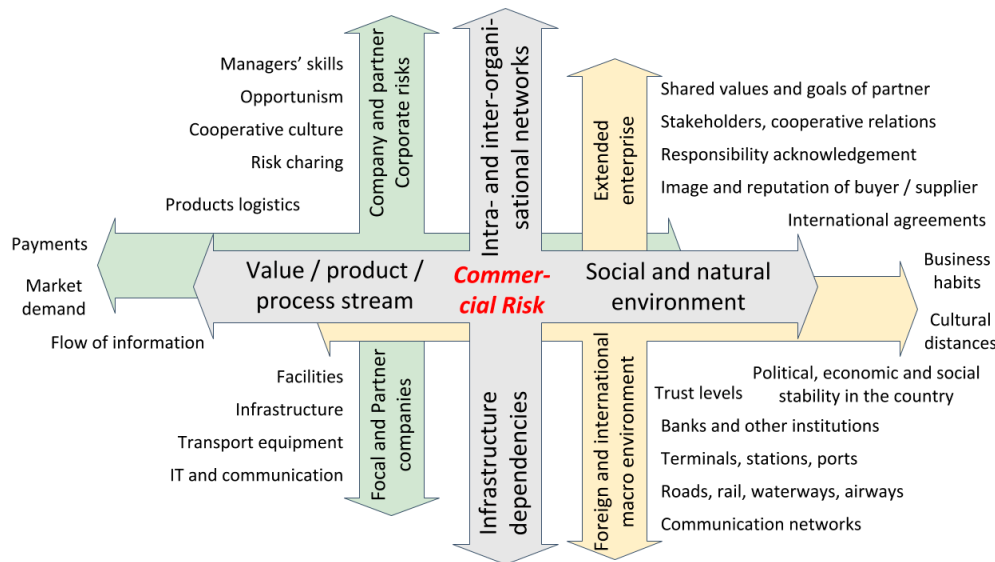 Managers’ skills
Opportunism
Cooperative culture
Risk charing
Products logistics
Payments
Market
demand
Flow of information
Company and partner
Corporate risks
Intra- and inter-organi-
sational networks
Extended
enterprise
Shared values and goals of partner
Stakeholders, cooperative relations
Responsibility acknowledgement
Image and reputation of buyer / supplier
International agreements
Business
habits
Cultural
distances
Value / product /
process stream
Commer-
cial Risk
Social and natural
environment
Facilities
Infrastructure
Transport equipment
IT and communication
Focal and Partner
companies
Infrastructure
dependencies
Foreign and international
macro environment
Political, economic and social
stability in the country
Trust levels
Banks and other institutions
Terminals, stations, ports
Roads, rail, waterways, airways
Communication networks